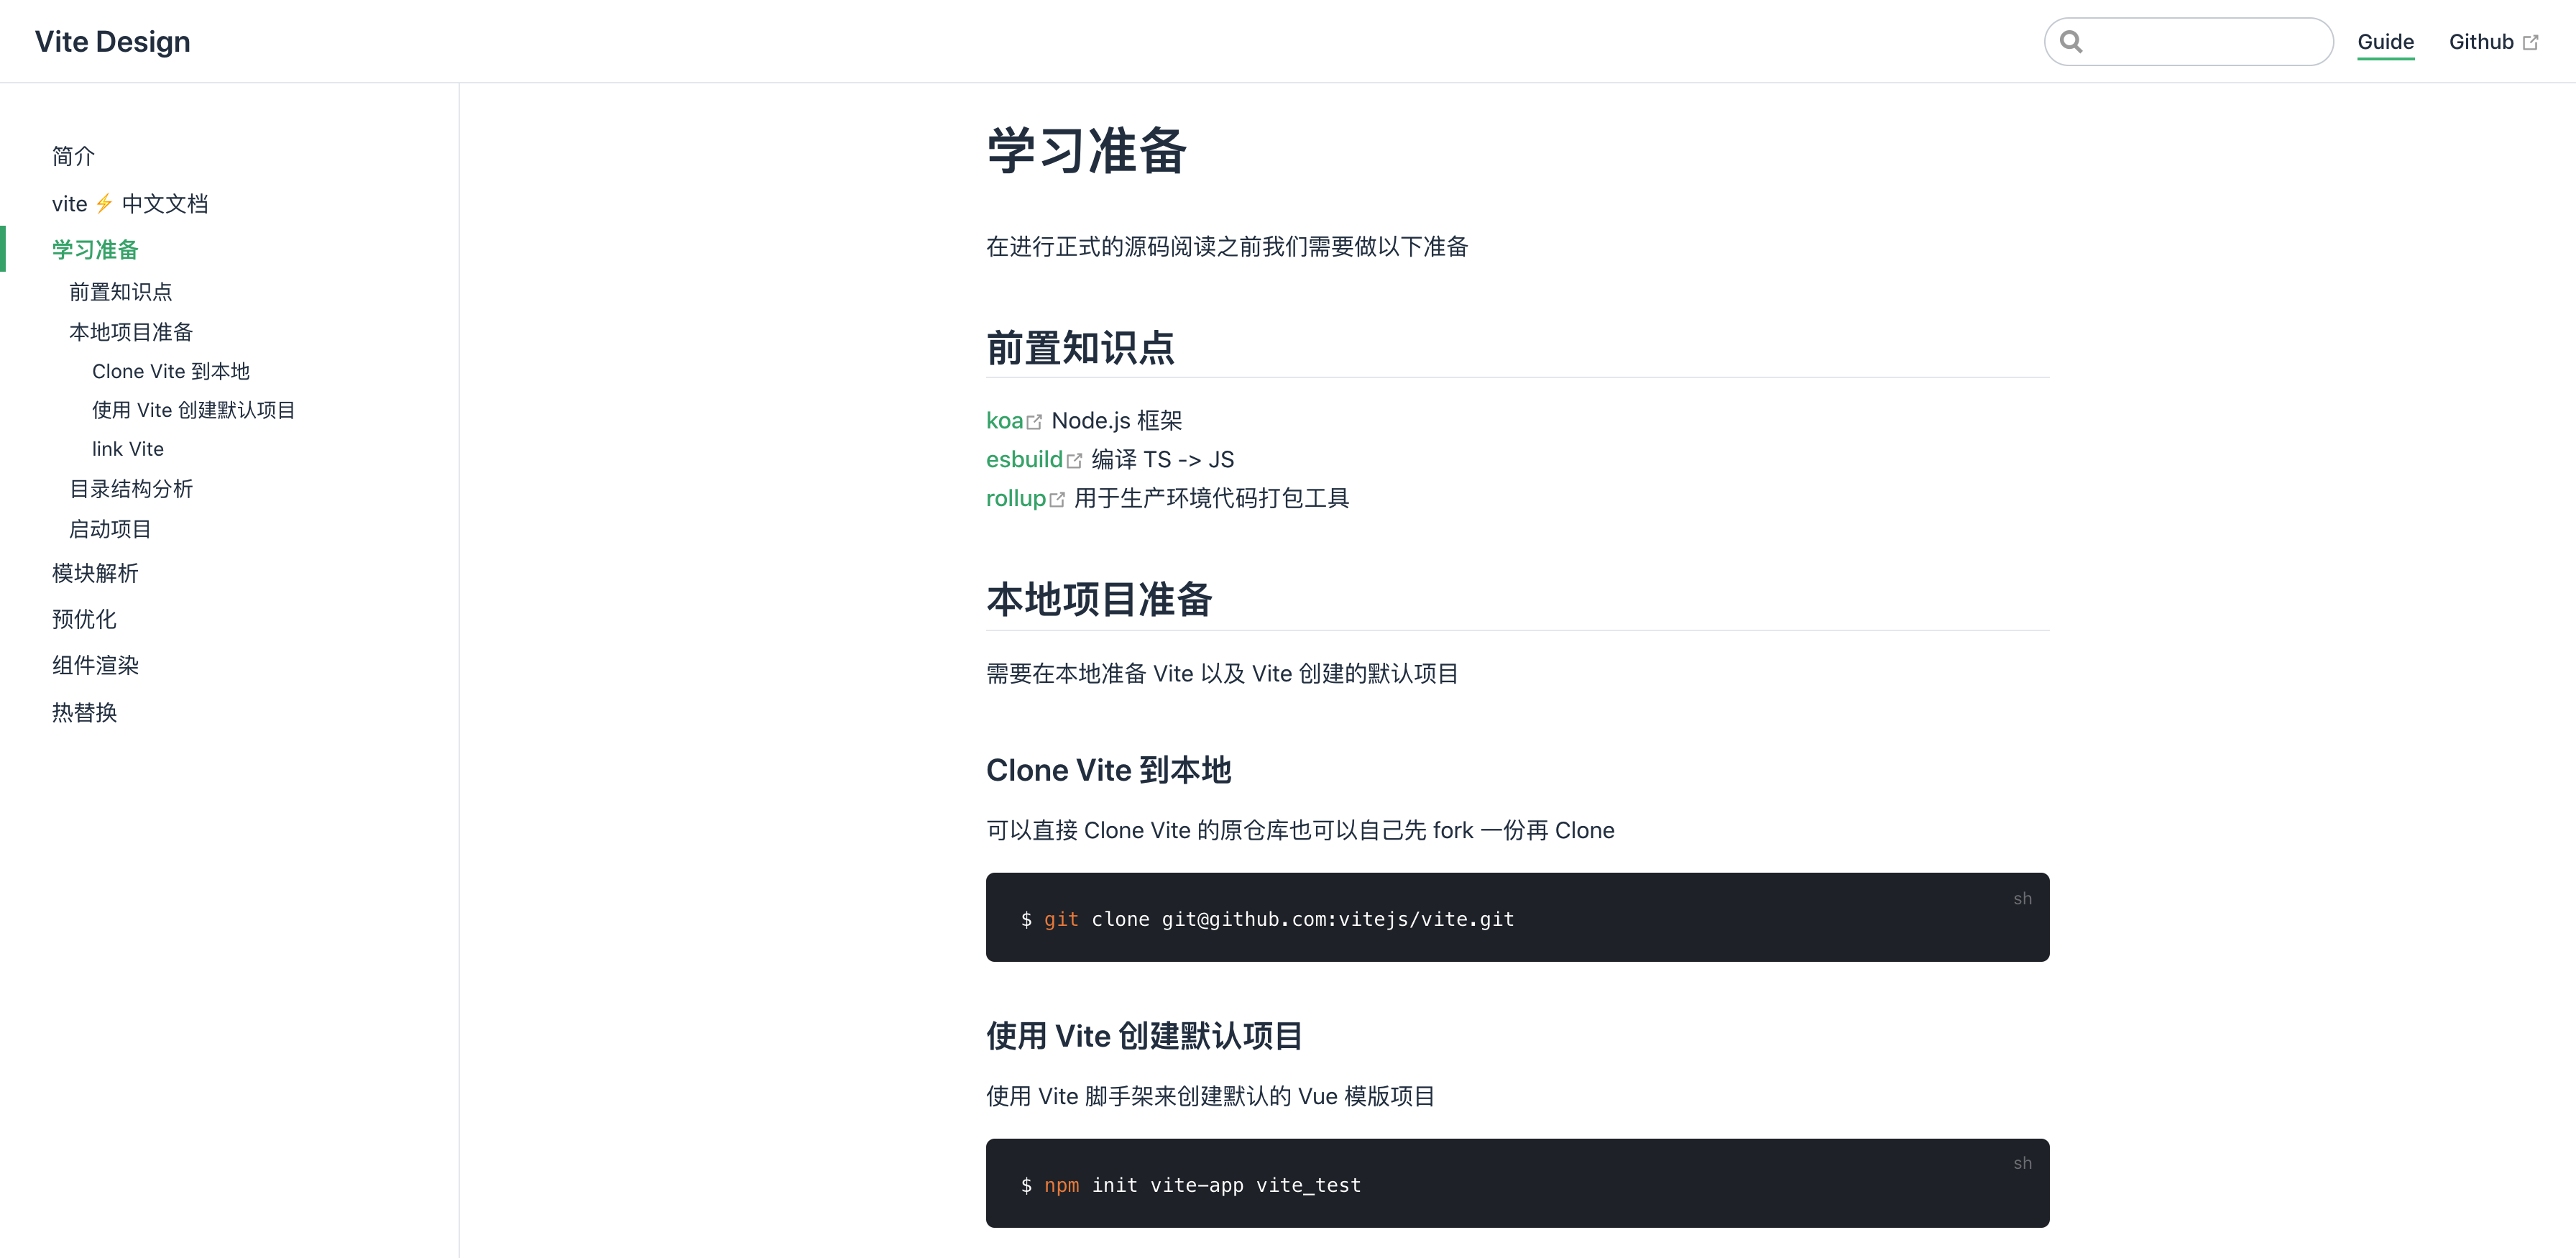 Vite Design
Guide
Github
简介
vite ⚡ 中文文档
学习准备
前置知识点
本地项目准备
Clone Vite 到本地
使用 Vite 创建默认项目
link Vite
目录结构分析
启动项目
模块解析
预优化
组件渲染
热替换
学习准备
在进行正式的源码阅读之前我们需要做以下准备
前置知识点
koa Node.js 框架
esbuild 编译 TS -> JS
rollup 用于生产环境代码打包工具
本地项目准备
需要在本地准备 Vite 以及 Vite 创建的默认项目
Clone Vite 到本地
可以直接 Clone Vite 的原仓库也可以自己先 fork 一份再 Clone
sh
$ git clone git@github.com:vitejs/vite.git
使用 Vite 创建默认项目
使用 Vite 脚手架来创建默认的 Vue 模版项目
sh
$ npm init vite-app vite_test